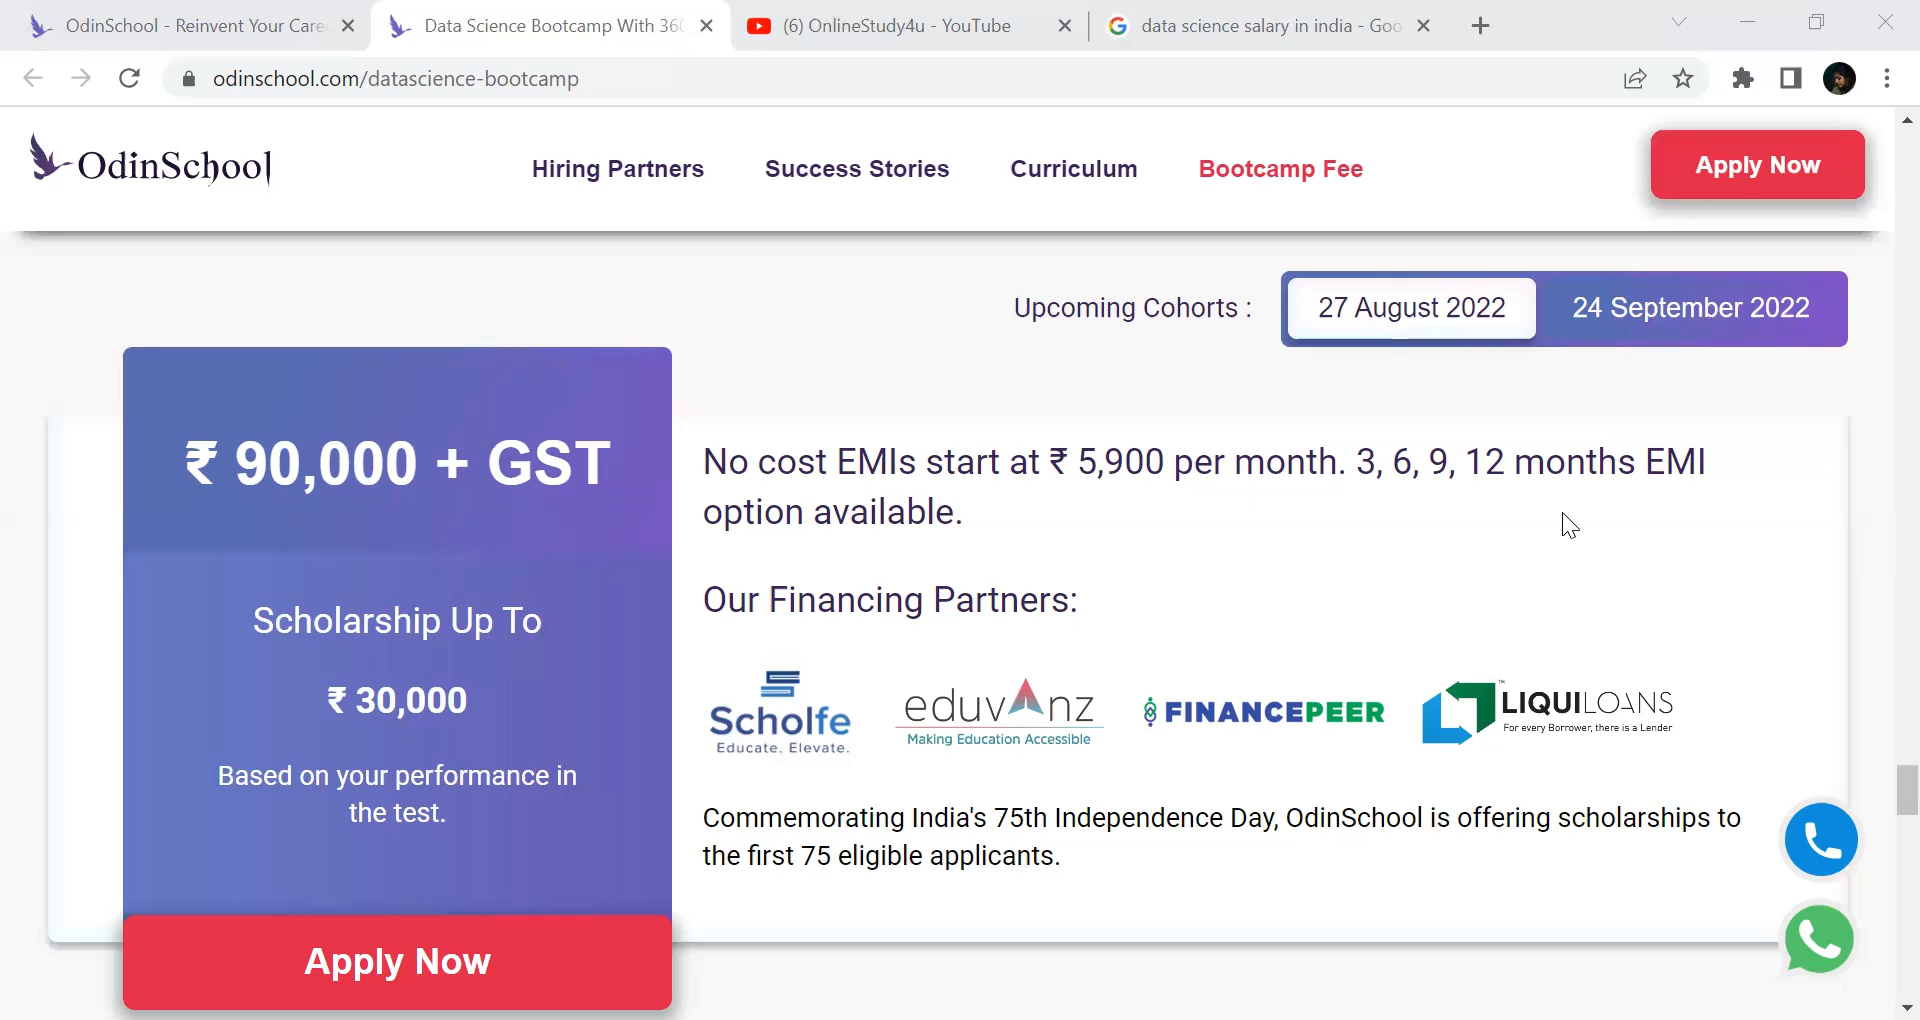 OdinSchool - Reinvent Your Care
Data Science Bootcamp With 360
(6) OnlineStudy4u - YouTube
data science salary in india - Goo
odinschool.com/datascience-bootcamp
OdinSchool
Hiring Partners
Success Stories
Curriculum
Bootcamp Fee
Apply Now
Upcoming Cohorts :
27 August 2022
24 September 2022
₹ 90,000 + GST
Scholarship Up To
₹ 30,000
Based on your performance in
the test.
Apply Now
No cost EMIs start at ₹ 5,900 per month. 3, 6, 9, 12 months EMI
option available.
Our Financing Partners:
Scholfe
Educate. Elevate.
eduvanz
Making Education Accessible
FINANCEPEER
LIQUILOANS
™
For every Borrower, there is a Lender
Commemorating India's 75th Independence Day, OdinSchool is offering scholarships to
the first 75 eligible applicants.